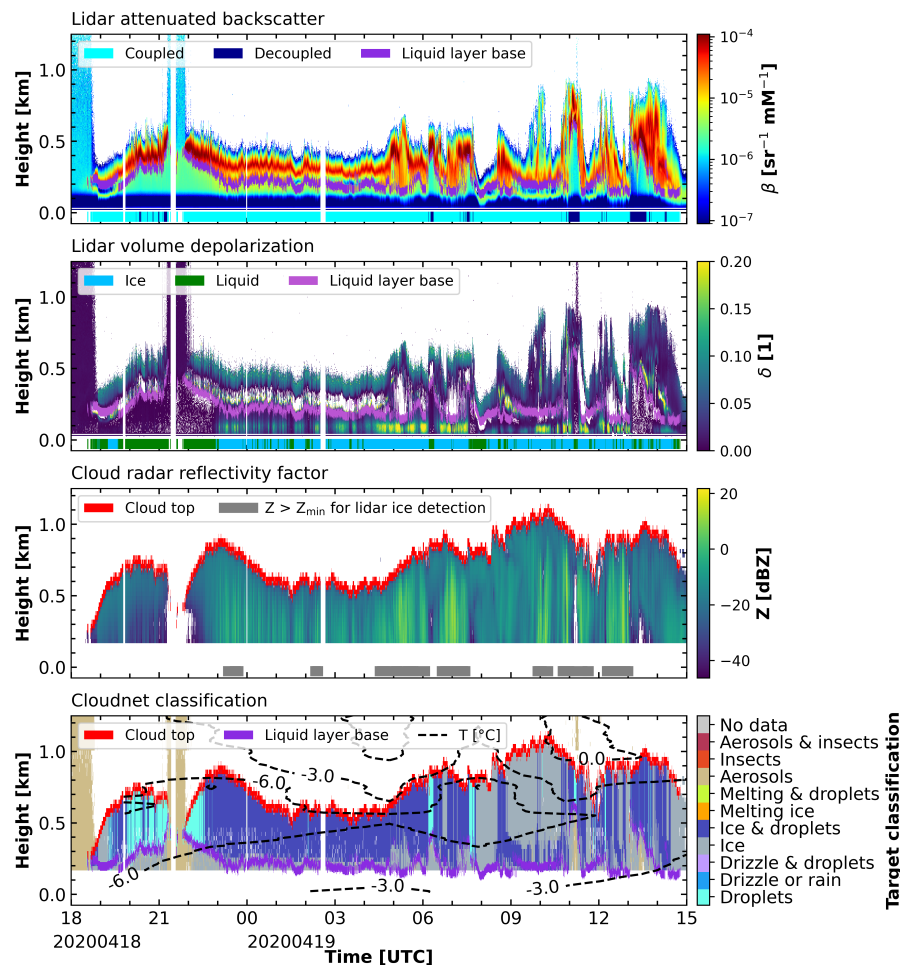 Lidar attenuated backscatter
Coupled Decoupled Liquid layer base
Height [km]
1.0
0.5
0.0
10⁻⁴
10⁻⁵
10⁻⁶
10⁻⁷
β [sr⁻¹ mM⁻¹]
Lidar volume depolarization
Ice Liquid Liquid layer base
Height [km]
1.0
0.5
0.0
0.20
0.15
0.10
0.05
0.00
δ [1]
Cloud radar reflectivity factor
Cloud top Z > Zmin for lidar ice detection
Height [km]
1.0
0.5
0.0
20
0
−20
−40
Z [dBZ]
Cloudnet classification
Cloud top Liquid layer base T [°C]
Height [km]
1.0
0.5
0.0
-6.0
-3.0
0.0
-6.0
-3.0
-3.0
No data
Aerosols & insects
Insects
Aerosols
Melting & droplets
Melting ice
Ice & droplets
Ice
Drizzle & droplets
Drizzle or rain
Droplets
Target classification
18 21 00 03 06 09 12 15
20200418 20200419
Time [UTC]